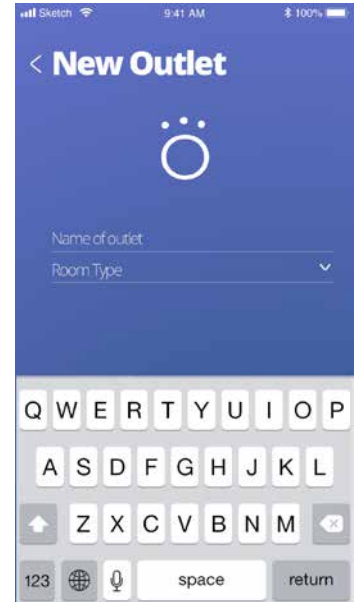 Sketch 9:41 AM 100%
New Outlet
Name of outlet
Room Type
Q W E R T Y U I O P
A S D F G H J K L
Z X C V B N M
123 space return